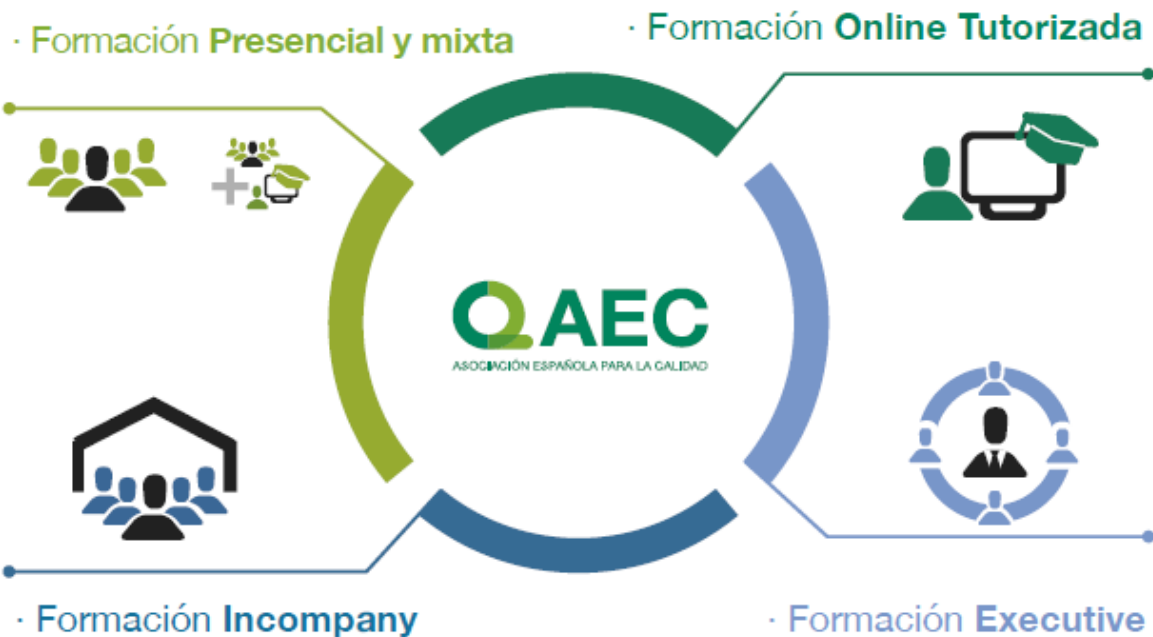 · Formación Presencial y mixta
· Formación Online Tutorizada
AEC
ASOCIACIÓN ESPAÑOLA PARA LA CALIDAD
· Formación Incompany
· Formación Executive